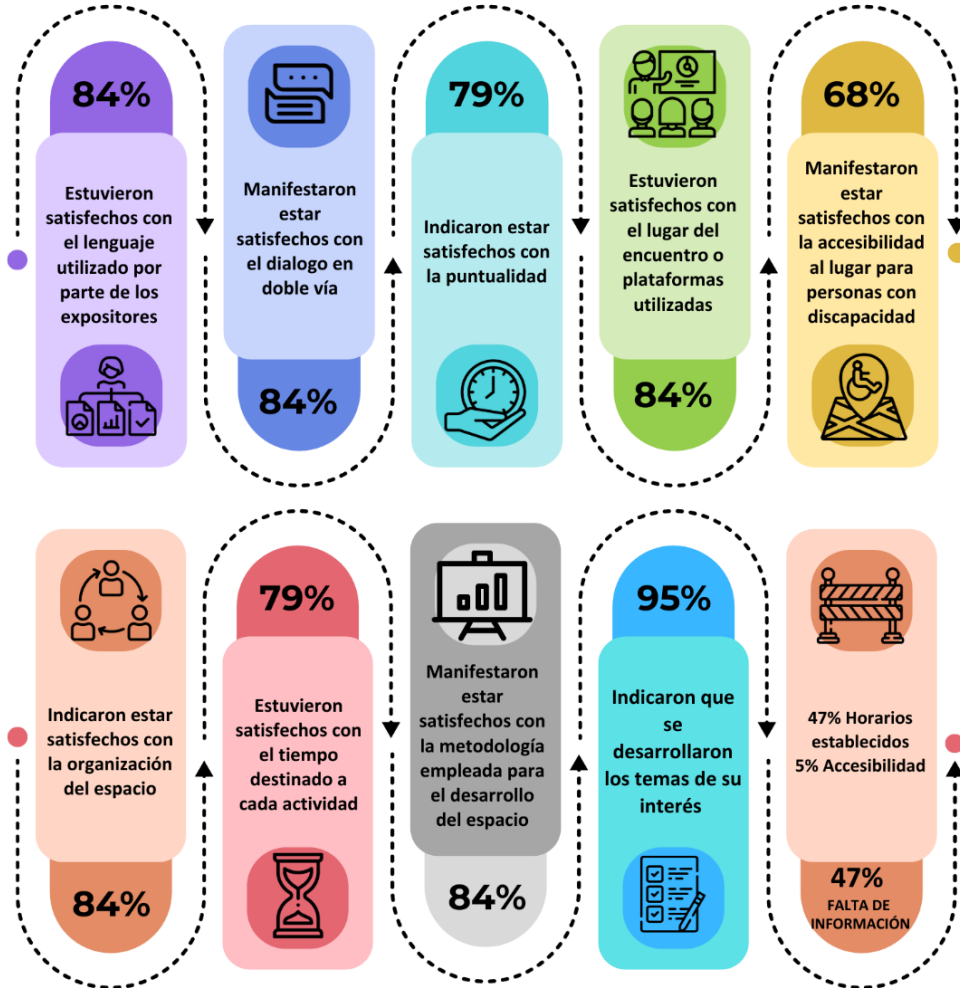 84%
Estuvieron
satisfechos con
el lenguaje
utilizado por
parte de los
expositores
Manifestaron
estar
satisfechos con
el dialogo en
doble vía
84%
79%
Indicaron estar
satisfechos con
la puntualidad
Estuvieron
satisfechos con
el lugar del
encuentro o
plataformas
utilizadas
84%
68%
Manifestaron
estar
satisfechos con
la accesibilidad
al lugar para
personas con
discapacidad
Indicaron estar
satisfechos con
la organización
del espacio
84%
79%
Estuvieron
satisfechos con
el tiempo
destinado a
cada actividad
Manifestaron
estar
satisfechos con
la metodología
empleada para
el desarrollo
del espacio
84%
95%
Indicaron que
se
desarrollaron
los temas de su
interés
47% Horarios
establecidos
5% Accesibilidad
47%
FALTA DE
INFORMACIÓN